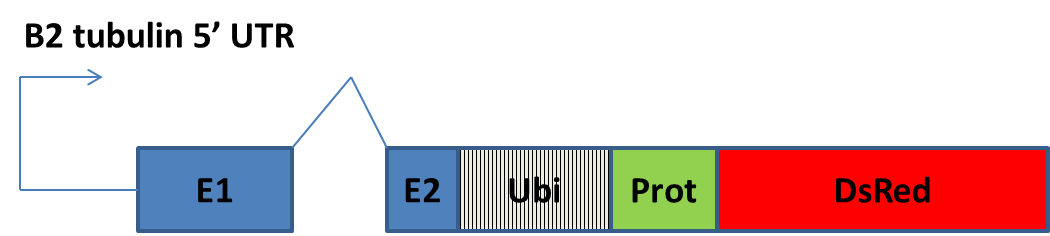 B2 tubulin 5’ UTR
E1 E2 Ubi Prot DsRed